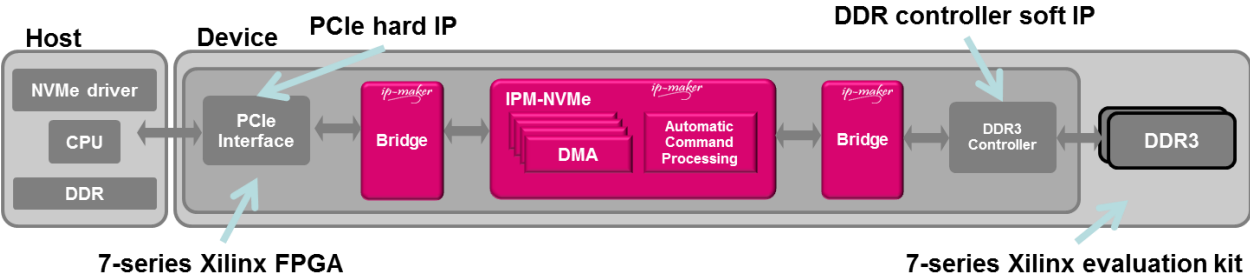 PCIe hard IP
DDR controller soft IP
Host
Device
NVMe driver
CPU
DDR
PCIe
Interface
ip-maker
Bridge
IPM-NVMe
ip-maker
DMA
Automatic
Command
Processing
ip-maker
Bridge
DDR3
Controller
DDR3
7-series Xilinx FPGA
7-series Xilinx evaluation kit